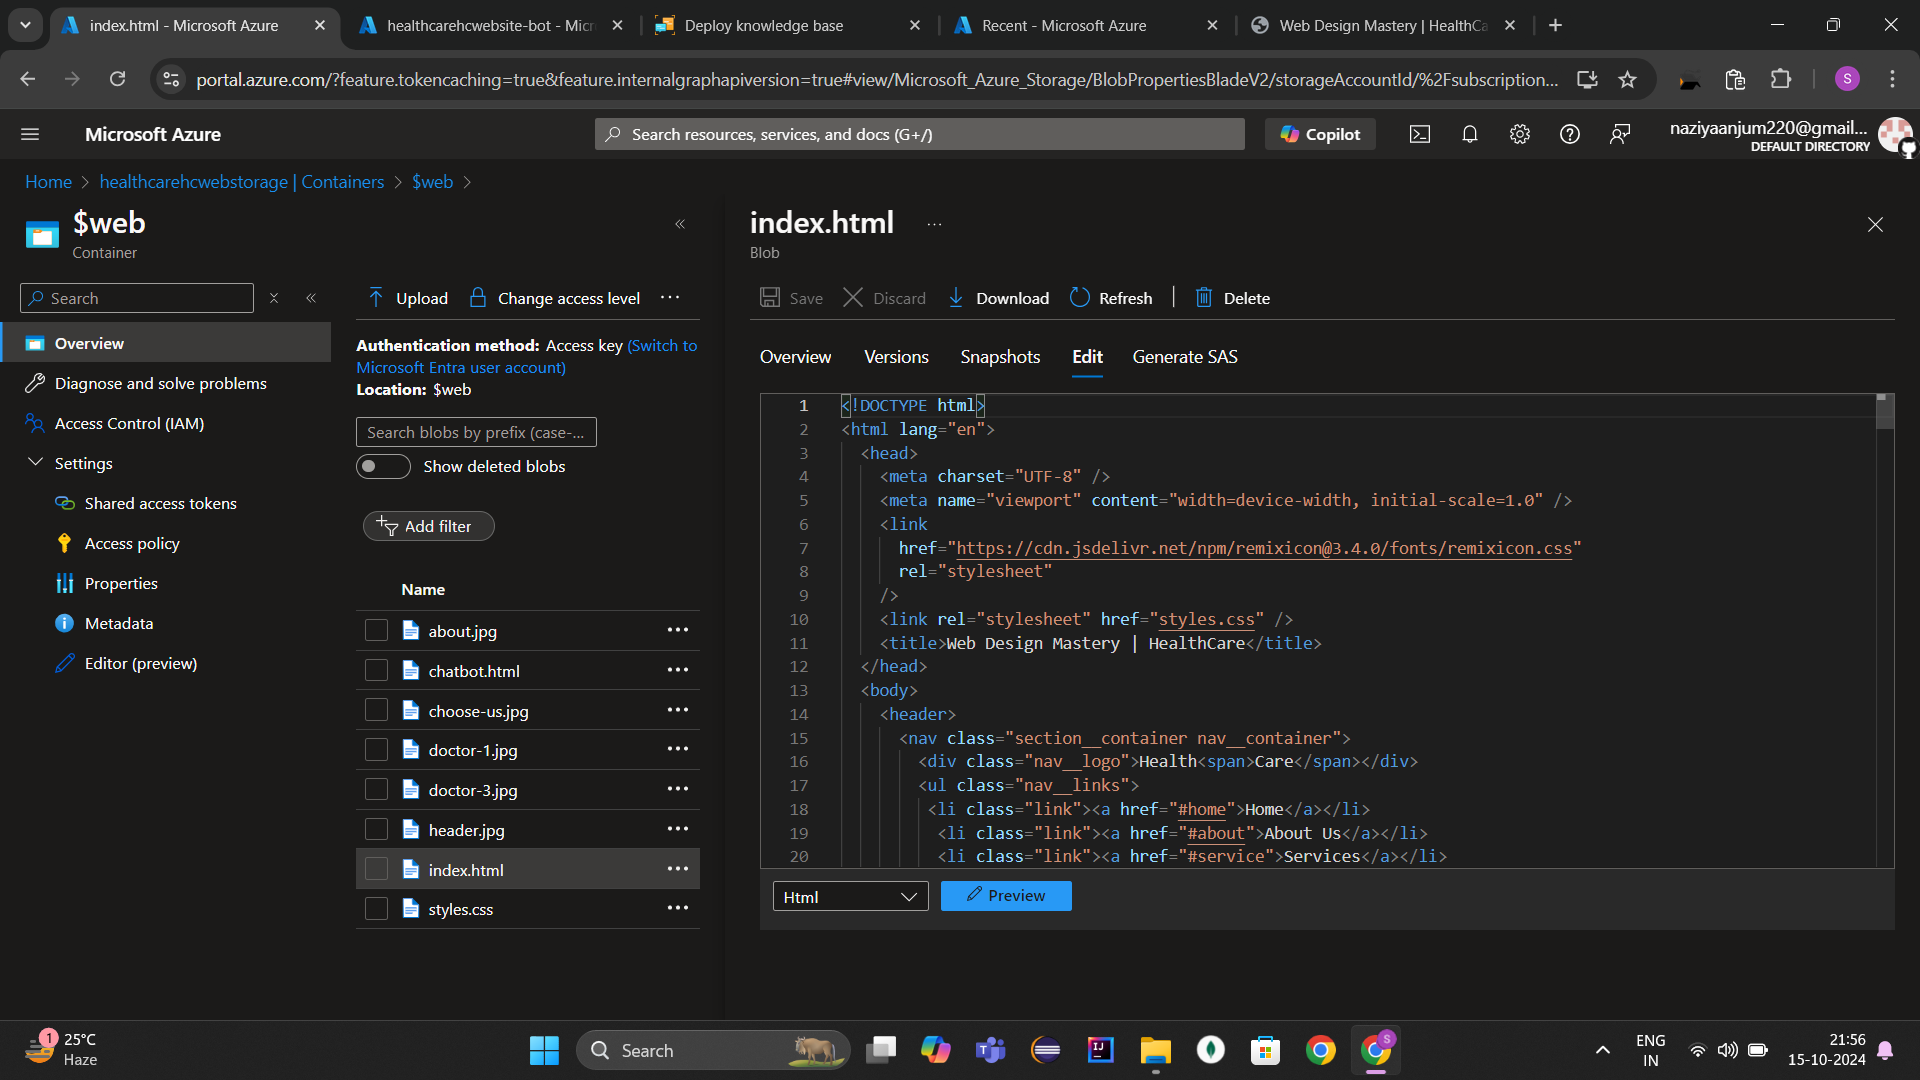 index.html - Microsoft Azure
healthcarehcwebsite-bot - Micr
Deploy knowledge base
Recent - Microsoft Azure
Web Design Mastery | HealthCa
portal.azure.com/?feature.tokencaching=true&feature.internalgraphapiversion=true#view/Microsoft_Azure_Storage/BlobPropertiesBladeV2/storageAccountId/%2Fsubscription...
S
Microsoft Azure
Search resources, services, and docs (G+/)
Copilot
naziyaanjum220@gmail...
DEFAULT DIRECTORY
Home > healthcarehcwebstorage | Containers > $web >
$web
Container
Search
Overview
Diagnose and solve problems
Access Control (IAM)
Settings
Shared access tokens
Access policy
Properties
Metadata
Editor (preview)
Upload
Change access level
Authentication method: Access key (Switch to
Microsoft Entra user account)
Location: $web
Search blobs by prefix (case-...
Show deleted blobs
Add filter
Name
about.jpg
chatbot.html
choose-us.jpg
doctor-1.jpg
doctor-3.jpg
header.jpg
index.html
styles.css
index.html
Blob
Save
Discard
Download
Refresh
Delete
Overview
Versions
Snapshots
Edit
Generate SAS
1 <!DOCTYPE html>
2 <html lang="en">
3 <head>
4 <meta charset="UTF-8" />
5 <meta name="viewport" content="width=device-width, initial-scale=1.0" />
6 <link
7 href="https://cdn.jsdelivr.net/npm/remixicon@3.4.0/fonts/remixicon.css"
8 rel="stylesheet"
9 />
10 <link rel="stylesheet" href="styles.css" />
11 <title>Web Design Mastery | HealthCare</title>
12 </head>
13 <body>
14 <header>
15 <nav class="section__container nav__container">
16 <div class="nav__logo">Health<span>Care</span></div>
17 <ul class="nav__links">
18 <li class="link"><a href="#home">Home</a></li>
19 <li class="link"><a href="#about">About Us</a></li>
20 <li class="link"><a href="#service">Services</a></li>
Html
Preview
1
25°C
Haze
Search
IJ
S
ENG
IN
21:56
15-10-2024